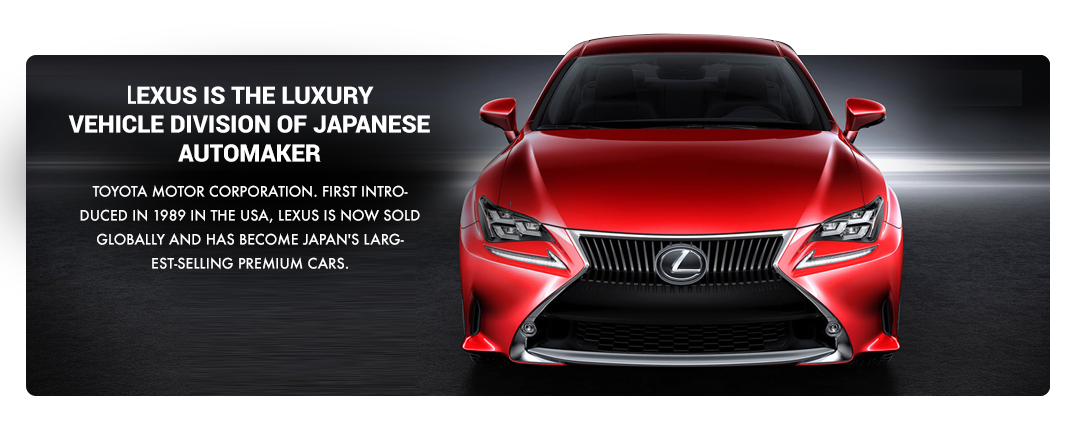 LEXUS IS THE LUXURY
VEHICLE DIVISION OF JAPANESE
AUTOMAKER
TOYOTA MOTOR CORPORATION. FIRST INTRO-
DUCED IN 1989 IN THE USA, LEXUS IS NOW SOLD
GLOBALLY AND HAS BECOME JAPAN'S LARG-
EST-SELLING PREMIUM CARS.